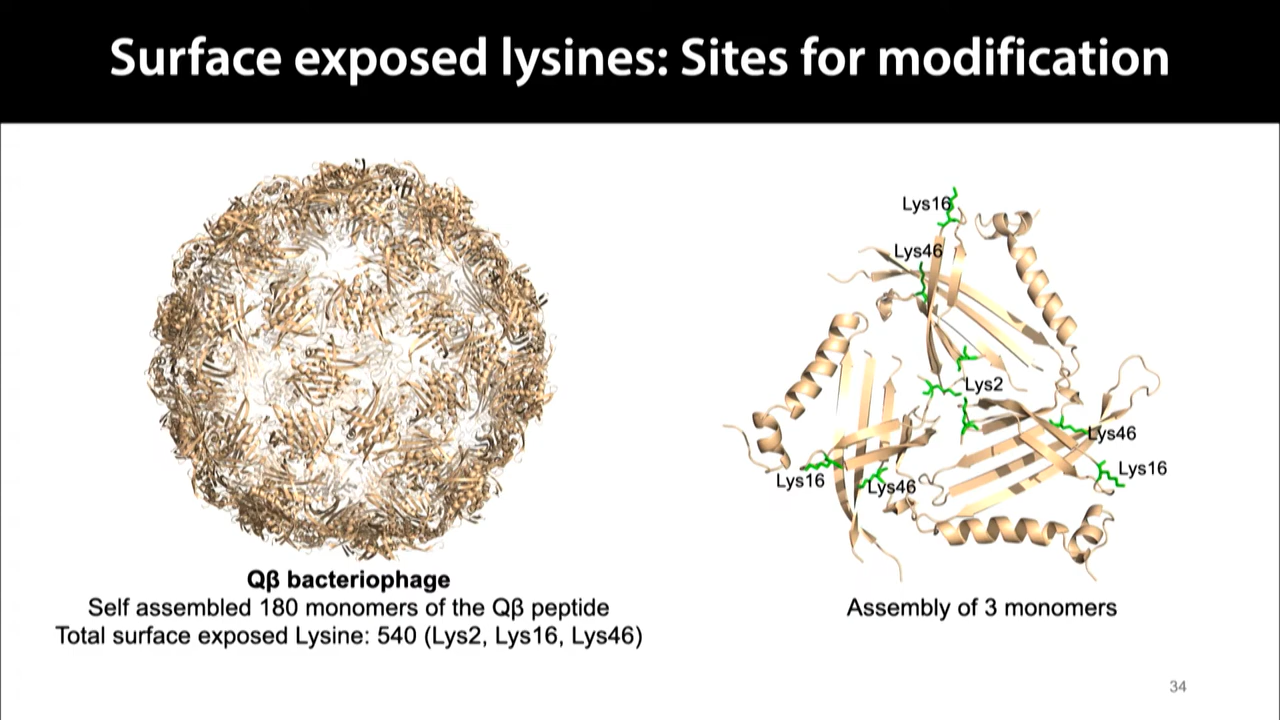 Surface exposed lysines: Sites for modification
Lys16
Lys46
Lys2
Lys46
Lys16
Lys16
Lys46
Qβ bacteriophage
Self assembled 180 monomers of the Qβ peptide
Total surface exposed Lysine: 540 (Lys2, Lys16, Lys46)
Assembly of 3 monomers
34